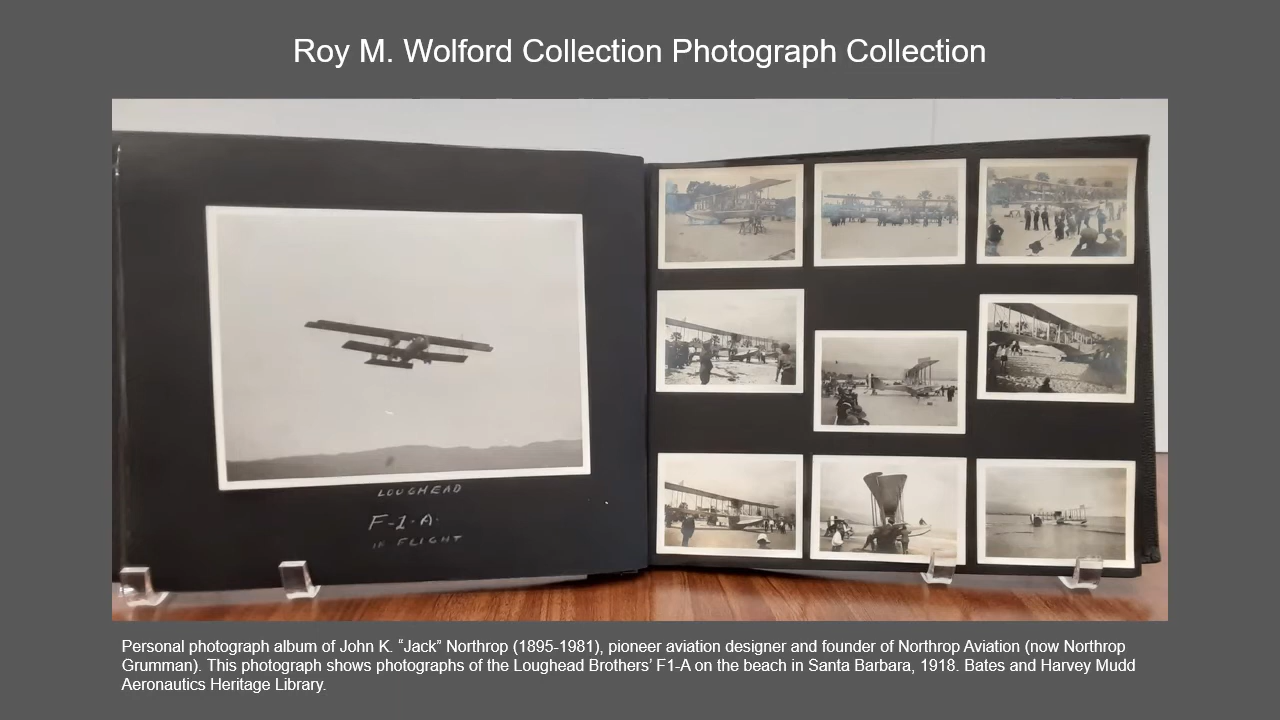 Roy M. Wolford Collection Photograph Collection
LOUGHEAD
F-1-A.
IN FLIGHT
Personal photograph album of John K. “Jack” Northrop (1895-1981), pioneer aviation designer and founder of Northrop Aviation (now Northrop
Grumman). This photograph shows photographs of the Loughead Brothers’ F1-A on the beach in Santa Barbara, 1918. Bates and Harvey Mudd
Aeronautics Heritage Library.